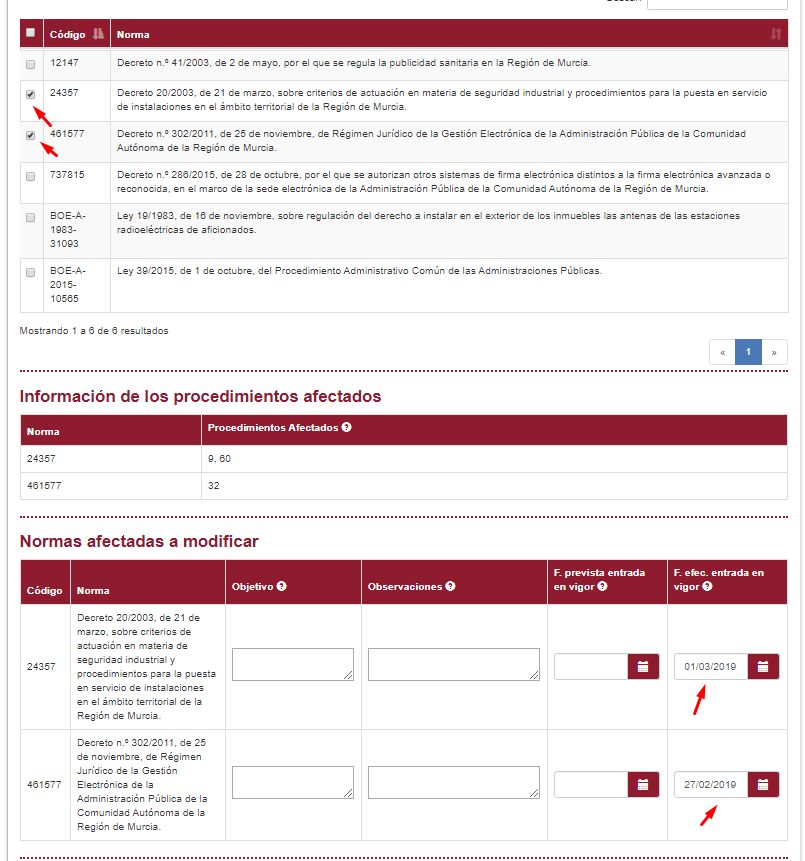 Código Norma
12147 Decreto n.º 41/2003, de 2 de mayo, por el que se regula la publicidad sanitaria en la Región de Murcia.
24357 Decreto 20/2003, de 21 de marzo, sobre criterios de actuación en materia de seguridad industrial y procedimientos para la puesta en servicio
de instalaciones en el ámbito territorial de la Región de Murcia.
461577 Decreto n.º 302/2011, de 25 de noviembre, de Régimen Jurídico de la Gestión Electrónica de la Administración Pública de la Comunidad
Autónoma de la Región de Murcia.
737815 Decreto n.º 286/2015, de 28 de octubre, por el que se autorizan otros sistemas de firma electrónica distintos a la firma electrónica avanzada o
reconocida, en el marco de la sede electrónica de la Administración Pública de la Comunidad Autónoma de la Región de Murcia.
BOE-A-
1983-
31093
Ley 19/1983, de 16 de noviembre, sobre regulación del derecho a instalar en el exterior de los inmuebles las antenas de las estaciones
radioeléctricas de aficionados.
BOE-A-
2015-
10565
Ley 39/2015, de 1 de octubre, del Procedimiento Administrativo Común de las Administraciones Públicas.
Mostrando 1 a 6 de 6 resultados
« 1 »
Información de los procedimientos afectados
Norma Procedimientos Afectados ?
24357 9, 60
461577 32
Normas afectadas a modificar
Código Norma Objetivo ? Observaciones ?
F. prevista entrada
en vigor ?
F. efec. entrada en
vigor ?
24357
Decreto 20/2003, de 21 de
marzo, sobre criterios de
actuación en materia de
seguridad industrial y
procedimientos para la puesta
en servicio de instalaciones
en el ámbito territorial de la
Región de Murcia.
01/03/2019
461577
Decreto n.º 302/2011, de 25
de noviembre, de Régimen
Jurídico de la Gestión
Electrónica de la
Administración Pública de la
Comunidad Autónoma de la
Región de Murcia.
27/02/2019